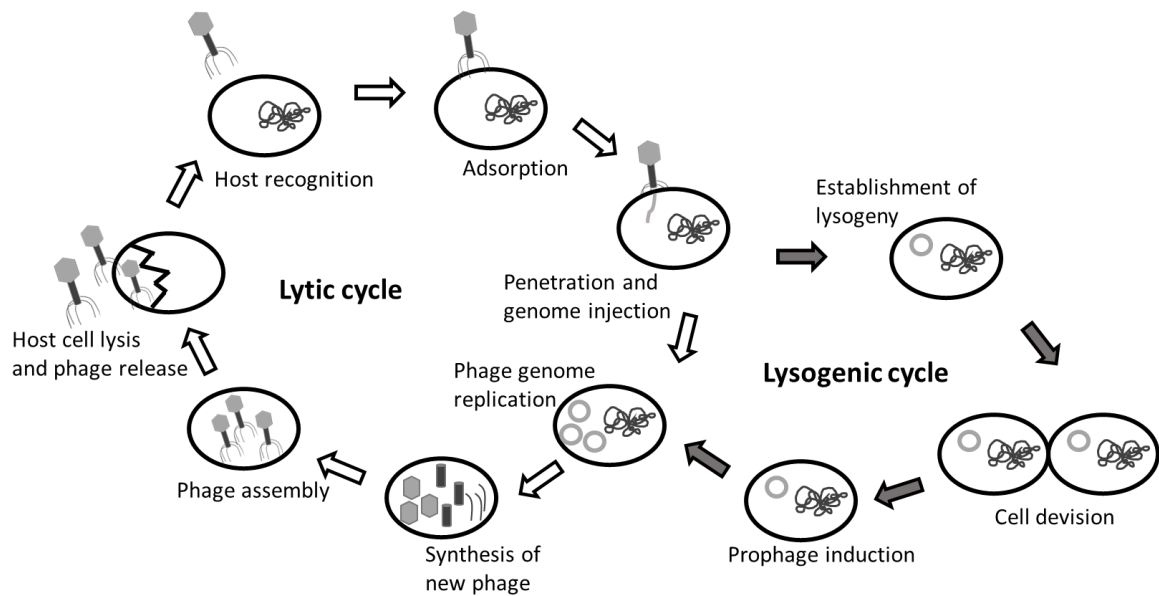 Host recognition
Adsorption
Penetration and
genome injection
Establishment of
lysogeny
Lytic cycle
Host cell lysis
and phage release
Phage genome
replication
Lysogenic cycle
Phage assembly
Synthesis of
new phage
Prophage induction
Cell devision